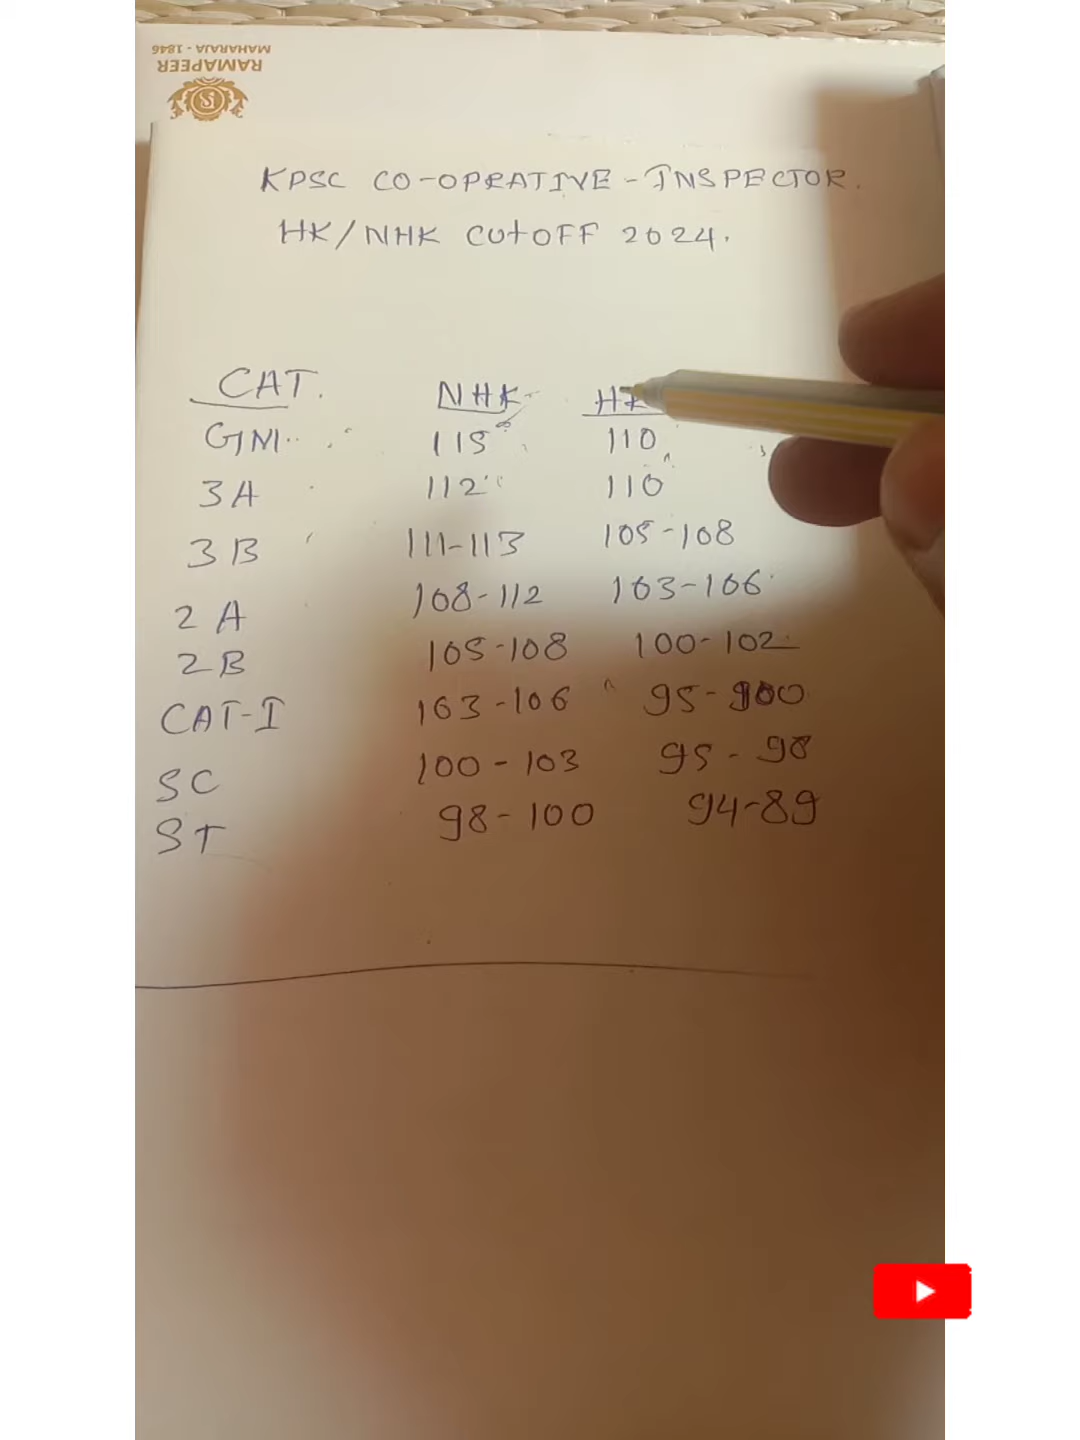 RAMAPEER
MAHARAJA - 1846
KPSC CO-OPRATIVE-INSPECTOR.
HK/NHK CUtOFF 2024.
CAT. NHK HK
GM 115 110
3A 112 110
3B 111-113 105-108
2A 108-112 103-106
2B 105-108 100-102
CAT-I 103-106 95-100
SC 100-103 95-98
ST 98-100 94-89